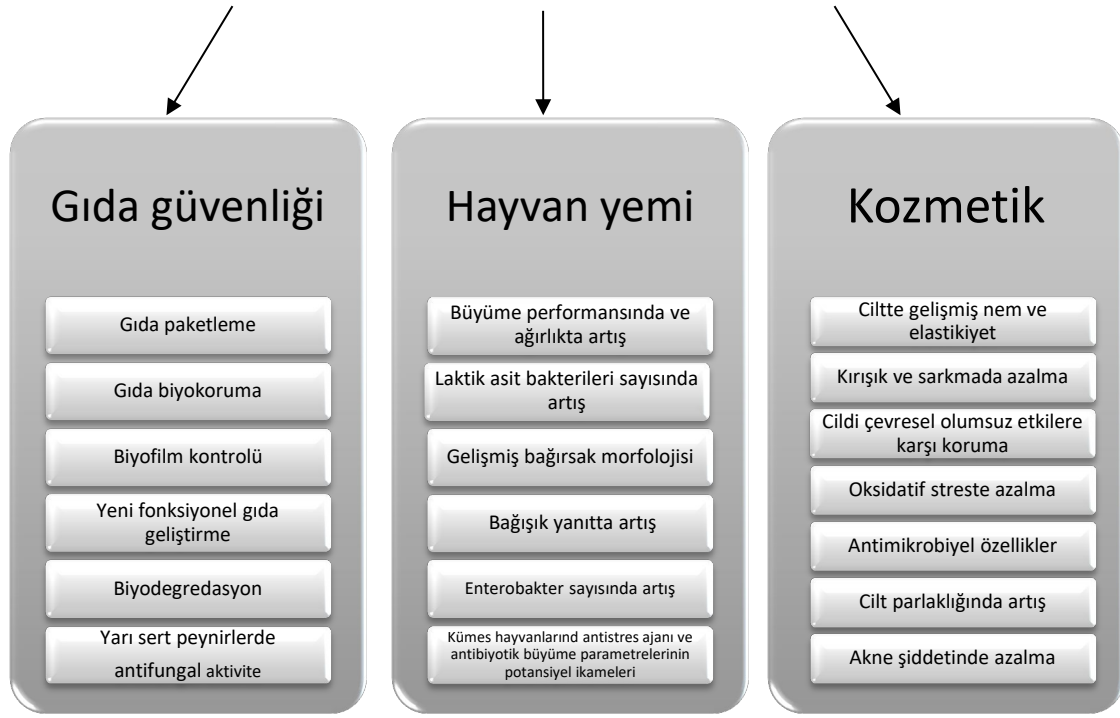 Gıda güvenliği
Gıda paketleme
Gıda biyokoruma
Biyofilm kontrolü
Yeni fonksiyonel gıda
geliştirme
Biyodegredasyon
Yarı sert peynirlerde
antifungal aktivite
Hayvan yemi
Büyüme performansında ve
ağırlıkta artış
Laktik asit bakterileri sayısında
artış
Gelişmiş bağırsak morfolojisi
Bağışık yanıtta artış
Enterobakter sayısında artış
Kümes hayvanlarınd antistres ajanı ve
antibiyotik büyüme parametrelerinin
potansiyel ikameleri
Kozmetik
Ciltte gelişmiş nem ve
elastikiyet
Kırışık ve sarkmada azalma
Cildi çevresel olumsuz etkilere
karşı koruma
Oksidatif streste azalma
Antimikrobiyel özellikler
Cilt parlaklığında artış
Akne şiddetinde azalma